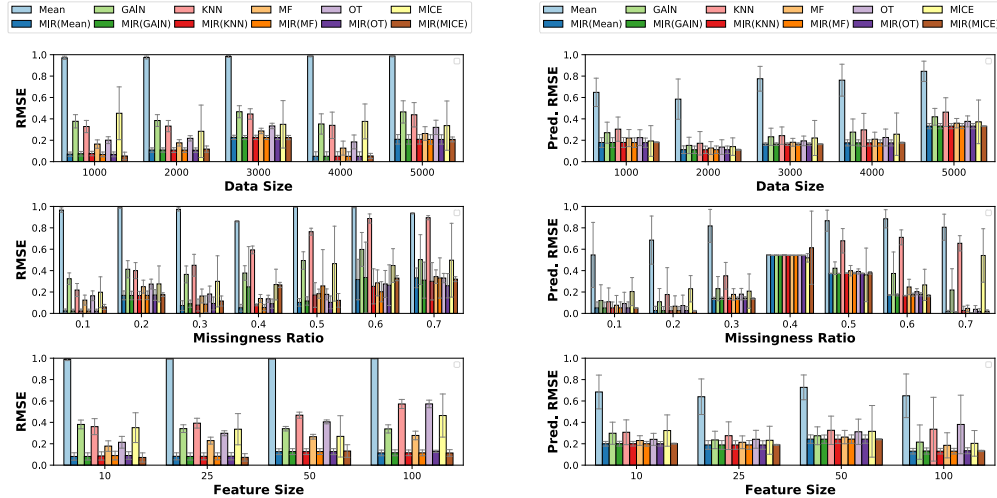 Mean GAIN KNN MF OT MICE
MIR(Mean) MIR(GAIN) MIR(KNN) MIR(MF) MIR(OT) MIR(MICE)
RMSE
1.0
0.8
0.6
0.4
0.2
0.0
1000 2000 3000 4000 5000
Data Size
RMSE
1.0
0.8
0.6
0.4
0.2
0.0
0.1 0.2 0.3 0.4 0.5 0.6 0.7
Missingness Ratio
RMSE
1.0
0.8
0.6
0.4
0.2
0.0
10 25 50 100
Feature Size
Mean GAIN KNN MF OT MICE
MIR(Mean) MIR(GAIN) MIR(KNN) MIR(MF) MIR(OT) MIR(MICE)
Pred. RMSE
1.0
0.8
0.6
0.4
0.2
0.0
1000 2000 3000 4000 5000
Data Size
Pred. RMSE
1.0
0.8
0.6
0.4
0.2
0.0
0.1 0.2 0.3 0.4 0.5 0.6 0.7
Missingness Ratio
Pred. RMSE
1.0
0.8
0.6
0.4
0.2
0.0
10 25 50 100
Feature Size